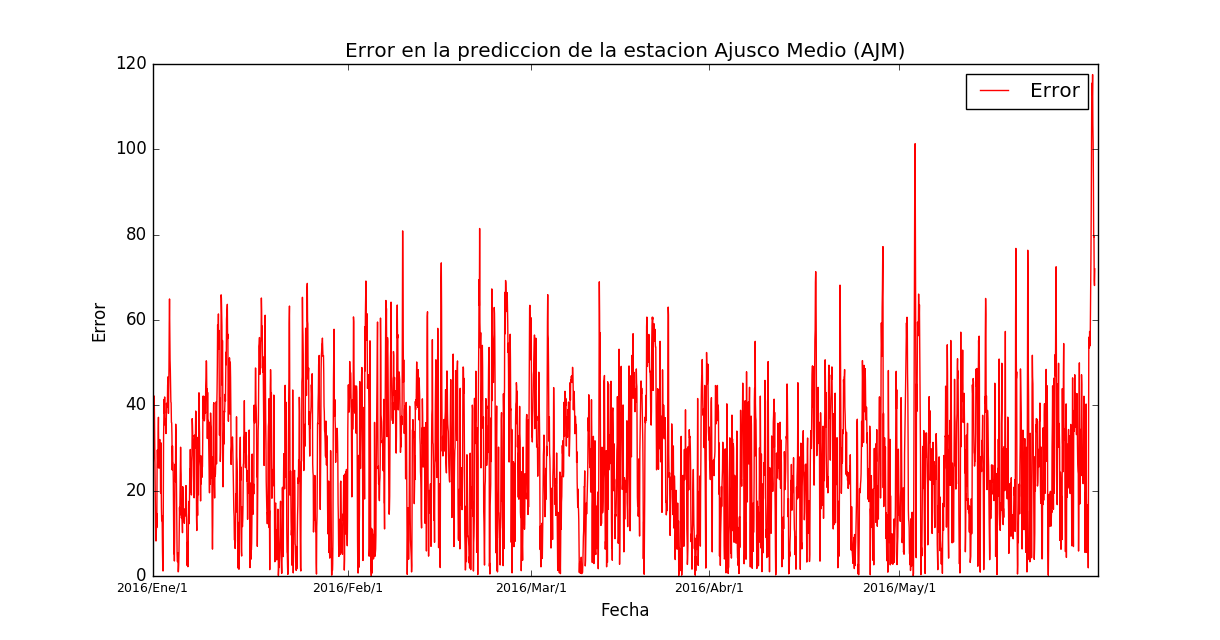 Error en la prediccion de la estacion Ajusco Medio (AJM)
120
100
80
60
40
20
0
Error
Error
2016/Ene/1
2016/Feb/1
2016/Mar/1
2016/Abr/1
2016/May/1
Fecha